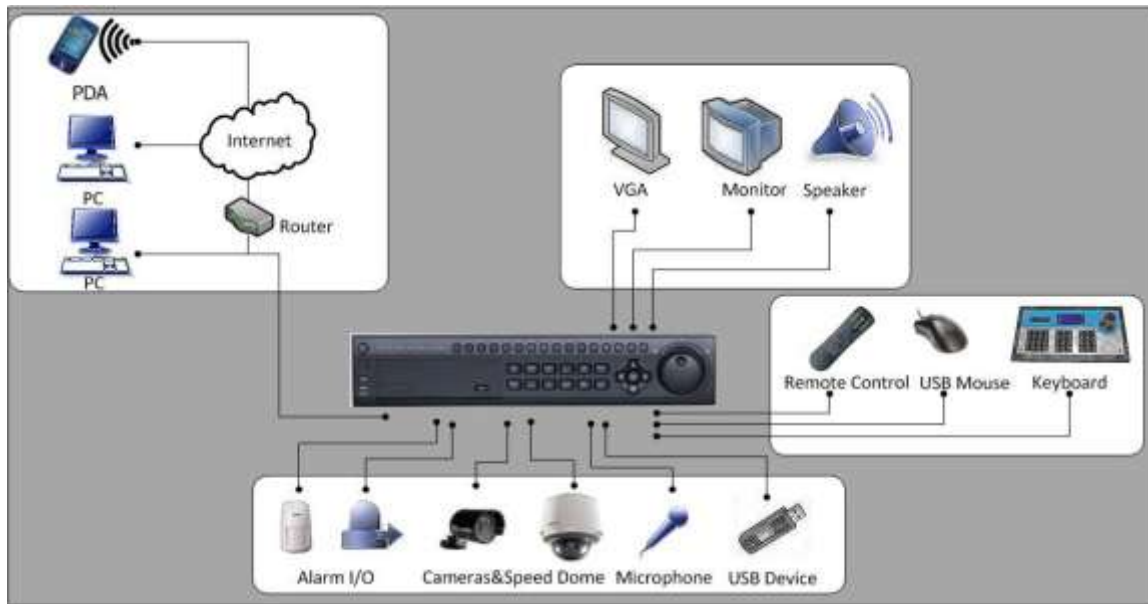 PDA
Internet
PC
Router
PC
VGA
Monitor
Speaker
Remote Control
USB Mouse
Keyboard
Alarm I/O
Cameras&Speed Dome
Microphone
USB Device